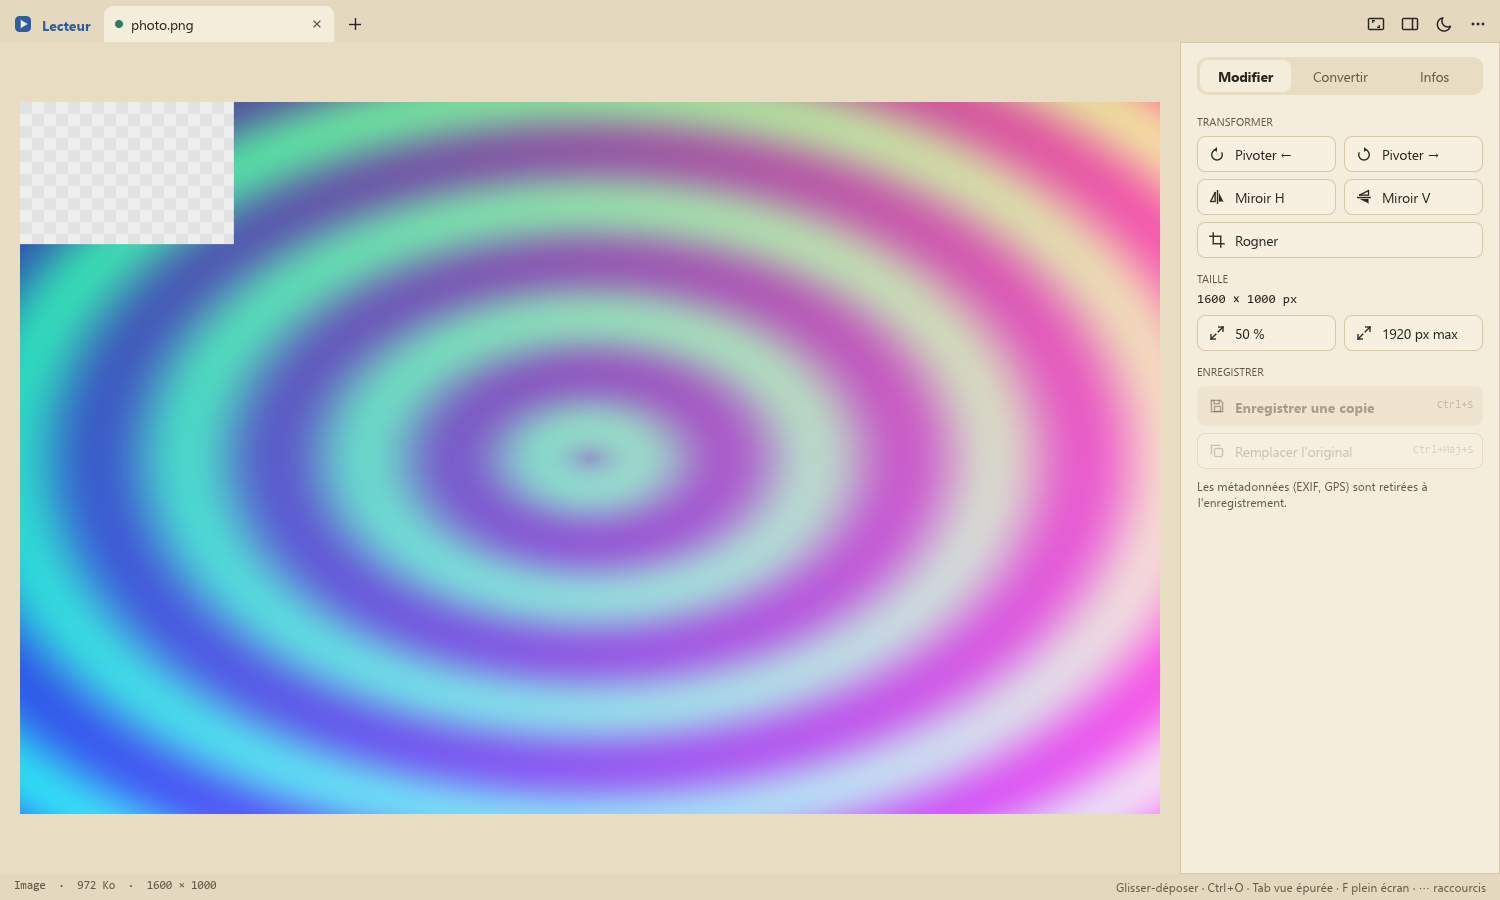 Lecteur
photo.png
Modifier
Convertir
Infos
TRANSFORMER
Pivoter ←
Pivoter →
Miroir H
Miroir V
Rogner
TAILLE
1600 × 1000 px
50 %
1920 px max
ENREGISTRER
Enregistrer une copie Ctrl+S
Remplacer l'original Ctrl+Maj+S
Les métadonnées (EXIF, GPS) sont retirées à
l'enregistrement.
Image · 972 Ko · 1600 × 1000
Glisser-déposer · Ctrl+O · Tab vue épurée · F plein écran · ··· raccourcis